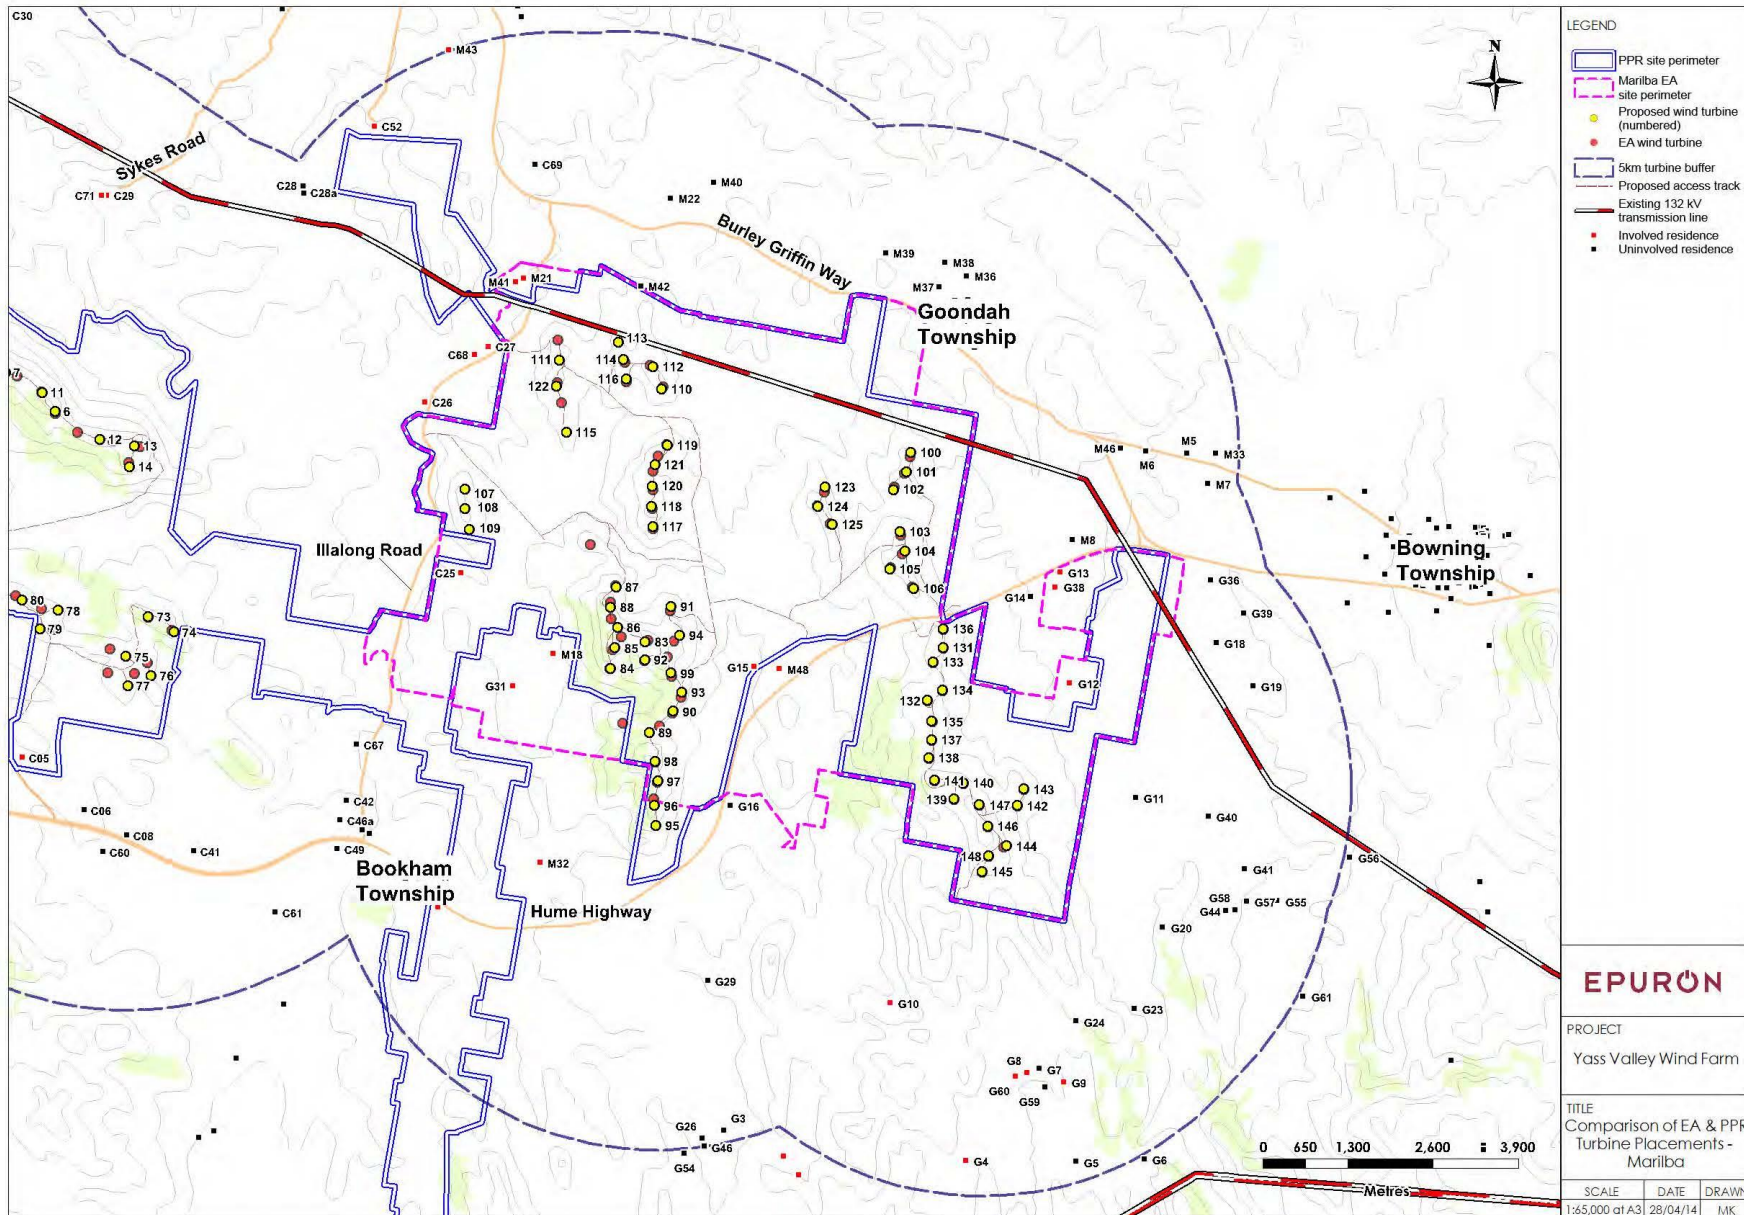 C30
M43
C52
Sykes Road
C69
C28
C28a
C71
C29
M40
M22
Burley Griffin Way
M39
M38
M36
M37
M41
M21
M42
Goondah
Township
C27
C68
C26
113
114
112
116
110
111
122
115
7
11
6
12
13
14
119
121
120
118
117
100
101
102
123
124
125
103
104
105
106
107
108
109
M46
M6
M5
M33
M7
Bowning
Township
Illalong Road
C25
M8
G13
G38
G14
G36
G39
G18
G19
G12
80
78
79
73
74
75
76
77
87
88
86
85
84
83
91
94
92
99
93
90
89
98
97
96
95
M18
G31
G15
M48
G16
136
131
133
134
132
135
137
138
141
140
139
143
142
147
146
144
148
145
C05
C67
C42
C46a
C49
C06
C08
C60
C41
C61
Bookham
Township
M32
Hume Highway
G11
G40
G56
G41
G58
G57
G55
G44
G20
G29
G10
G61
G23
G24
G8
G7
G60
G9
G59
G3
G26
G46
G54
G4
G5
G6
0 650 1,300 2,600 3,900
Metres
N
LEGEND
PPR site perimeter
Marilba EA
site perimeter
Proposed wind turbine
(numbered)
EA wind turbine
5km turbine buffer
Proposed access track
Existing 132 kV
transmission line
Involved residence
Uninvolved residence
EPURON
PROJECT
Yass Valley Wind Farm
TITLE
Comparison of EA & PPR
Turbine Placements -
Marilba
SCALE DATE DRAWN
1:65,000 at A3 28/04/14 MK